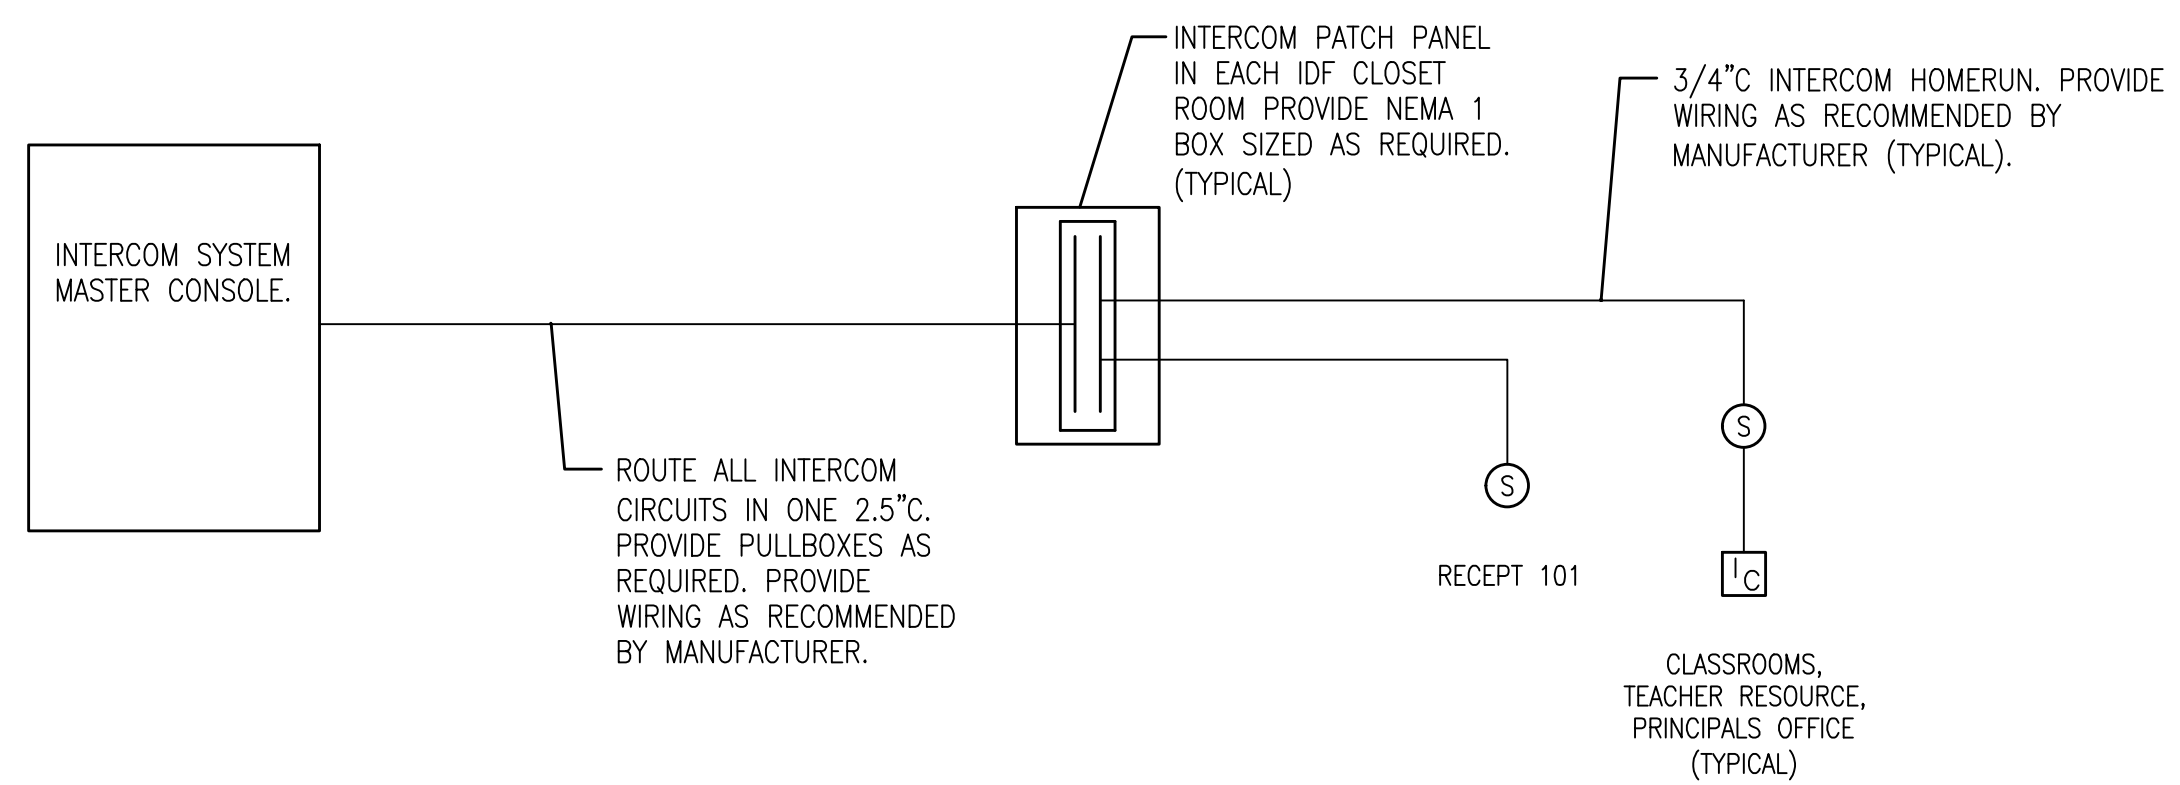 INTERCOM SYSTEM
MASTER CONSOLE.
ROUTE ALL INTERCOM
CIRCUITS IN ONE 2.5"C.
PROVIDE PULLBOXES AS
REQUIRED. PROVIDE
WIRING AS RECOMMENDED
BY MANUFACTURER.
INTERCOM PATCH PANEL
IN EACH IDF CLOSET
ROOM PROVIDE NEMA 1
BOX SIZED AS REQUIRED.
(TYPICAL)
3/4"C INTERCOM HOMERUN. PROVIDE
WIRING AS RECOMMENDED BY
MANUFACTURER (TYPICAL).
S
RECEPT 101
S
IC
CLASSROOMS,
TEACHER RESOURCE,
PRINCIPALS OFFICE
(TYPICAL)